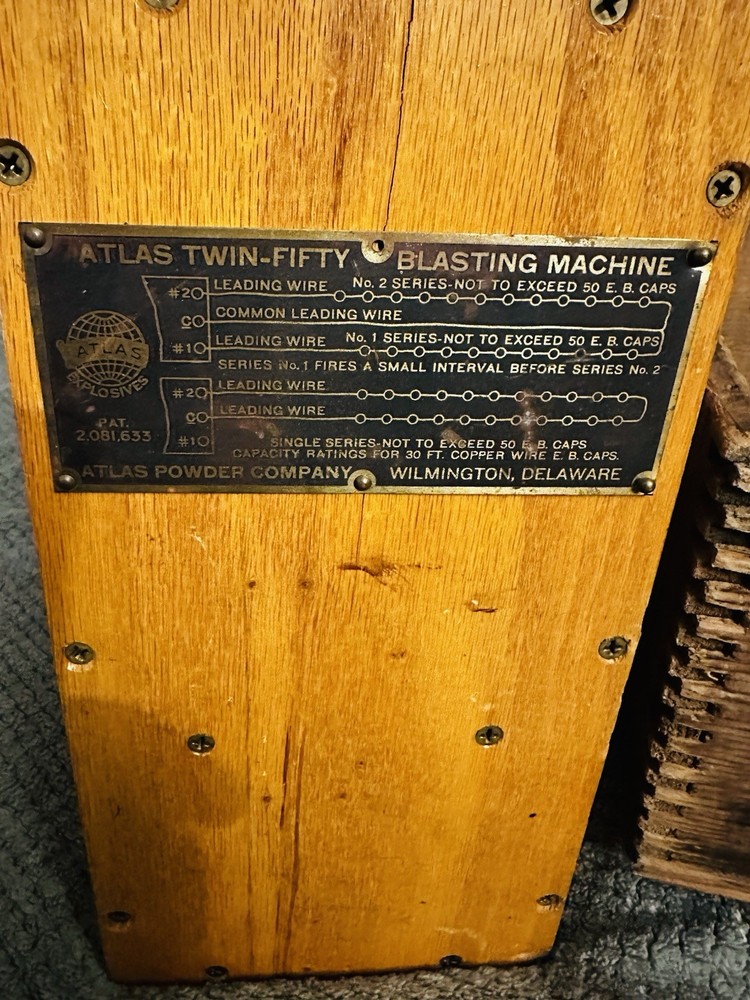 ATLAS TWIN-FIFTY BLASTING MACHINE
#2 LEADING WIRE No. 2 SERIES-NOT TO EXCEED 50 E. B. CAPS
C COMMON LEADING WIRE
#1 LEADING WIRE No. 1 SERIES-NOT TO EXCEED 50 E. B. CAPS
SERIES No. 1 FIRES A SMALL INTERVAL BEFORE SERIES No. 2
ATLAS
EXPLOSIVES
#2 LEADING WIRE
C LEADING WIRE
#1
PAT.
2,081,633
SINGLE SERIES-NOT TO EXCEED 50 E. B. CAPS
CAPACITY RATINGS FOR 30 FT. COPPER WIRE E.B. CAPS.
ATLAS POWDER COMPANY WILMINGTON, DELAWARE